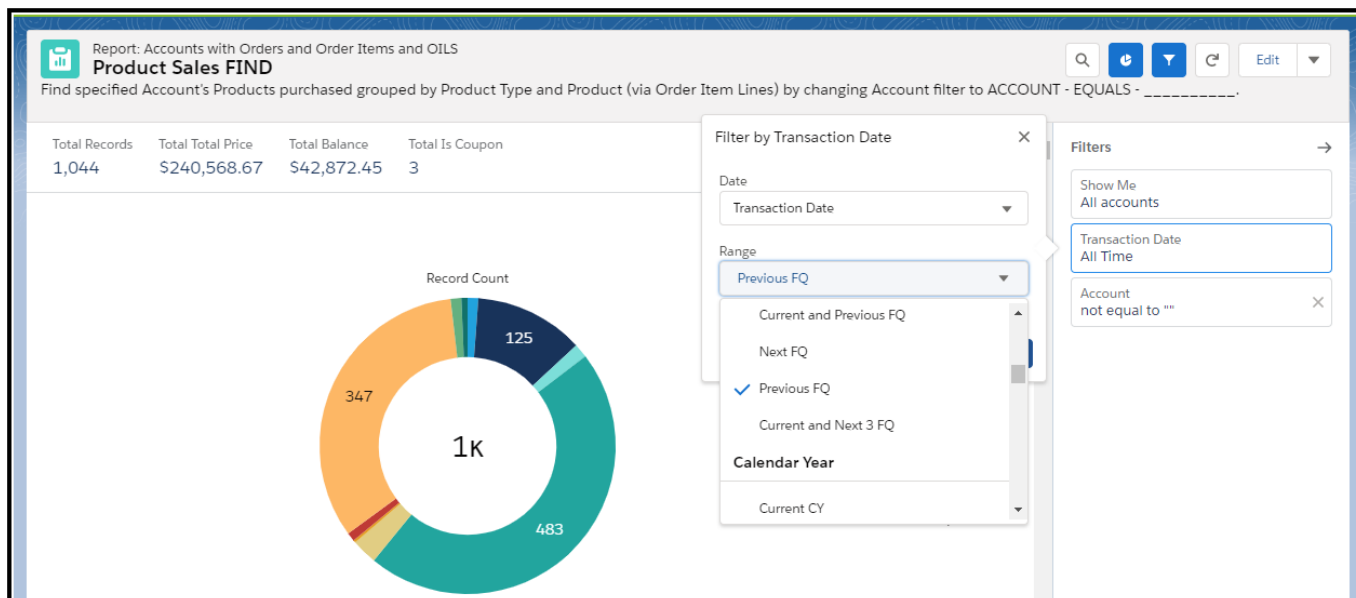 Report: Accounts with Orders and Order Items and OILS
Product Sales FIND
Edit
Find specified Account's Products purchased grouped by Product Type and Product (via Order Item Lines) by changing Account filter to ACCOUNT - EQUALS - __________.
Total Records
1,044
Total Total Price
$240,568.67
Total Balance
$42,872.45
Total Is Coupon
3
Record Count
125
347
1K
483
Filter by Transaction Date
Date
Transaction Date
Range
Previous FQ
Current and Previous FQ
Next FQ
Previous FQ
Current and Next 3 FQ
Calendar Year
Current CY
Filters
Show Me
All accounts
Transaction Date
All Time
Account
not equal to ""